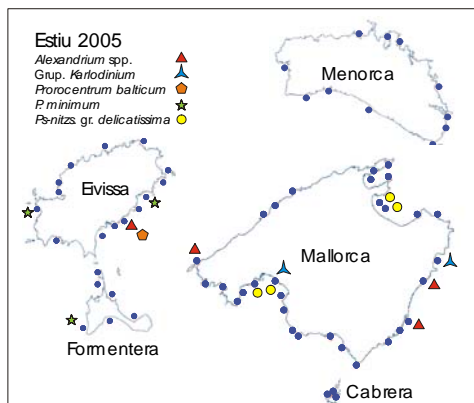 Estiu 2005
Alexandrium spp.
Grup. Karlodinium
Prorocentrum balticum
P. minimum
Ps-nitzs. gr. delicatissima
Menorca
Eivissa
Mallorca
Formentera
Cabrera